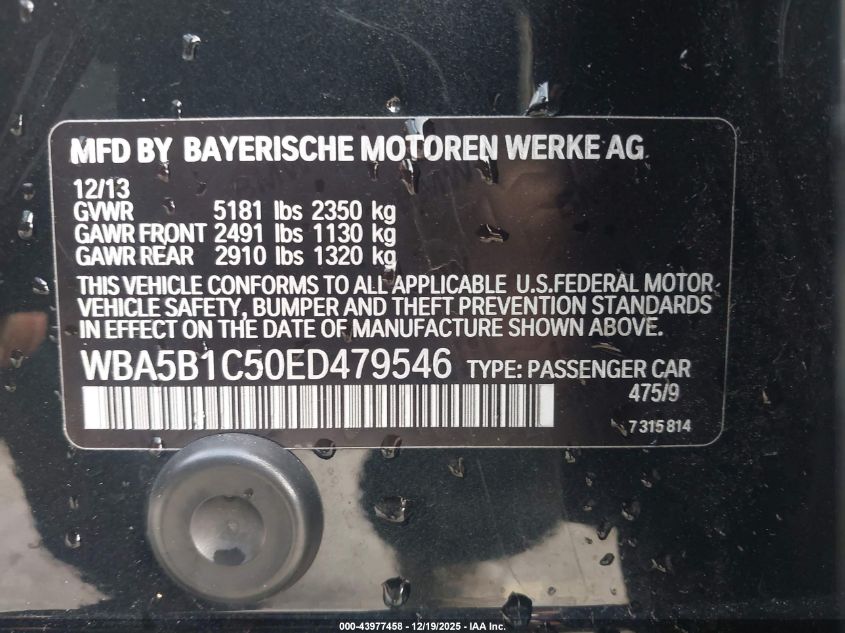 MFD BY BAYERISCHE MOTOREN WERKE AG
12/13
GVWR 5181 lbs 2350 kg
GAWR FRONT 2491 lbs 1130 kg
GAWR REAR 2910 lbs 1320 kg
THIS VEHICLE CONFORMS TO ALL APPLICABLE U.S.FEDERAL MOTOR
VEHICLE SAFETY, BUMPER AND THEFT PREVENTION STANDARDS
IN EFFECT ON THE DATE OF MANUFACTURE SHOWN ABOVE.
WBA5B1C50ED479546 TYPE: PASSENGER CAR
475/9
7315814
000-43977458 - 12/19/2025 - IAA Inc.